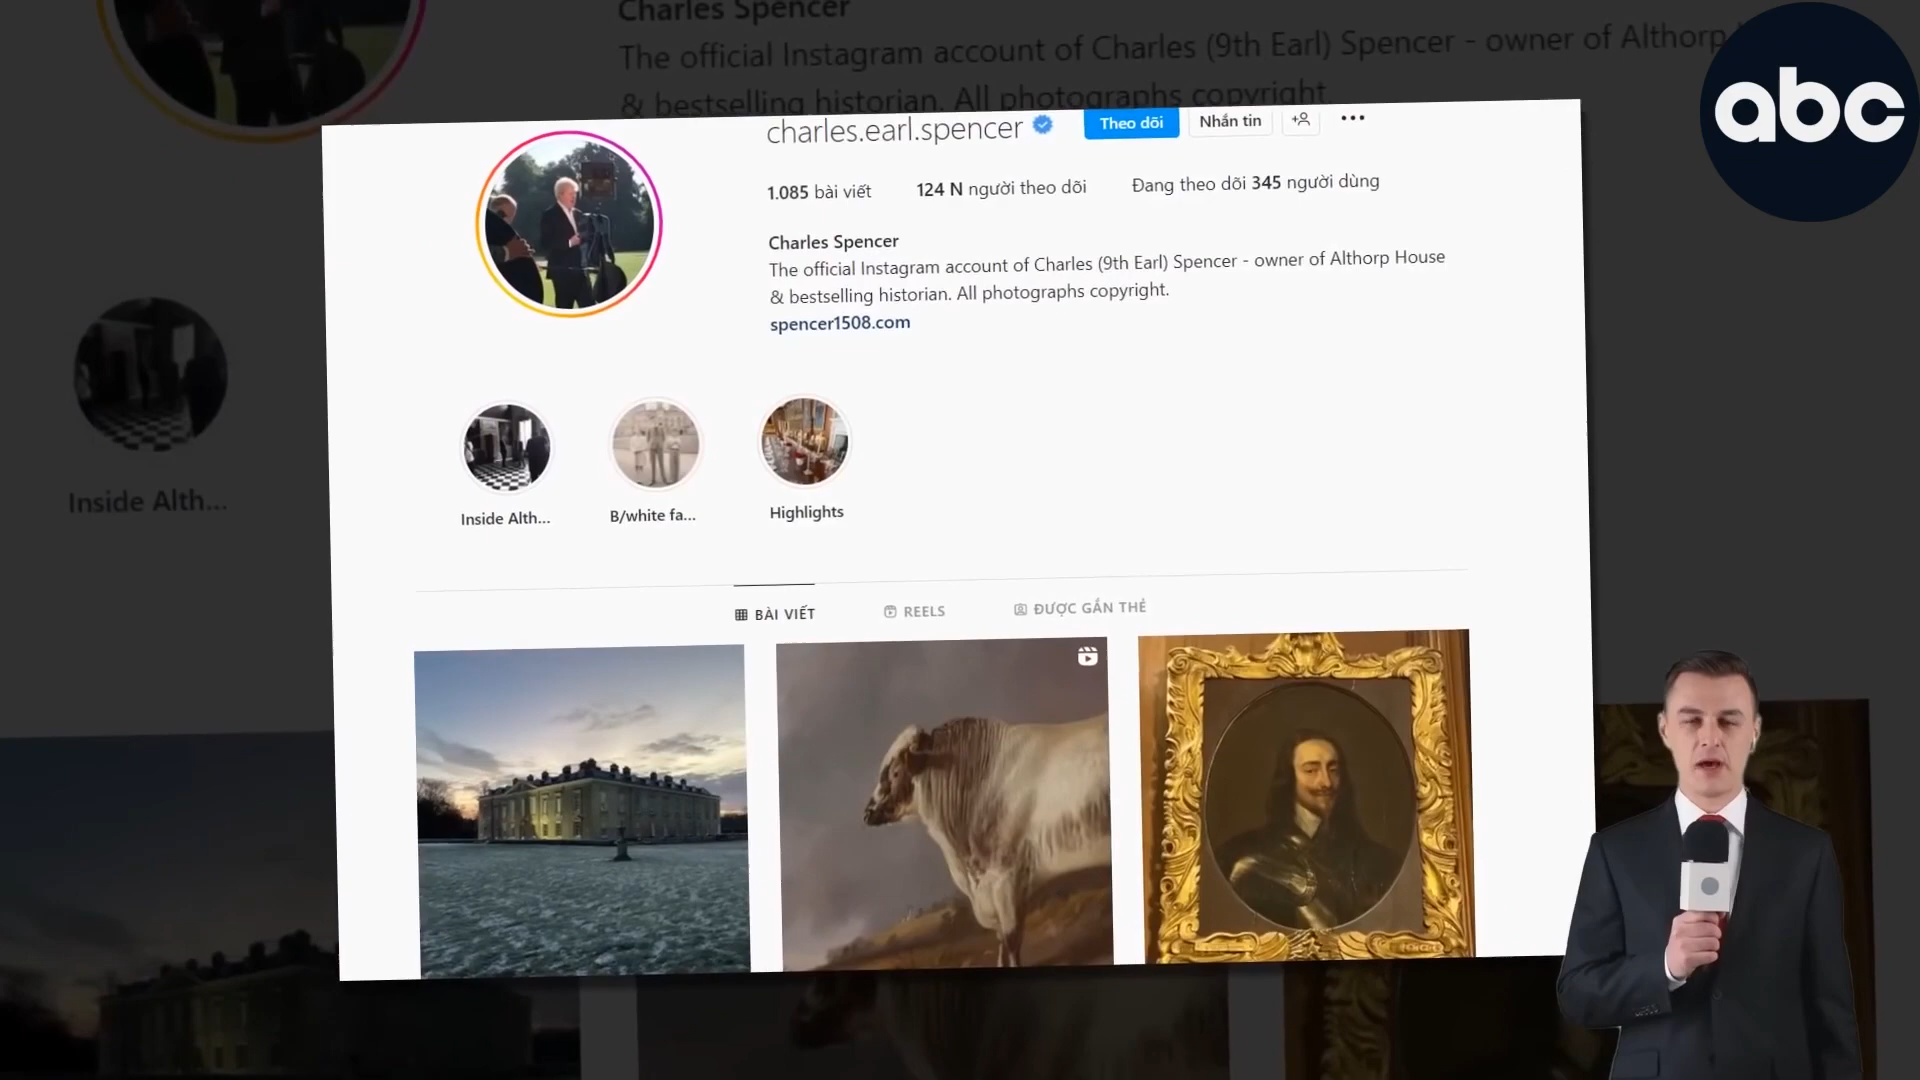 Charles Spencer
The official Instagram account of Charles (9th Earl) Spencer - owner of Althorp
& bestselling historian. All photographs copyright.
abc
charles.earl.spencer
Theo dõi
Nhắn tin
1.085 bài viết
124 N người theo dõi
Đang theo dõi 345 người dùng
Charles Spencer
The official Instagram account of Charles (9th Earl) Spencer - owner of Althorp House
& bestselling historian. All photographs copyright.
spencer1508.com
Inside Alth...
Inside Alth...
B/white fa...
Highlights
BÀI VIẾT
REELS
ĐƯỢC GẮN THẺ